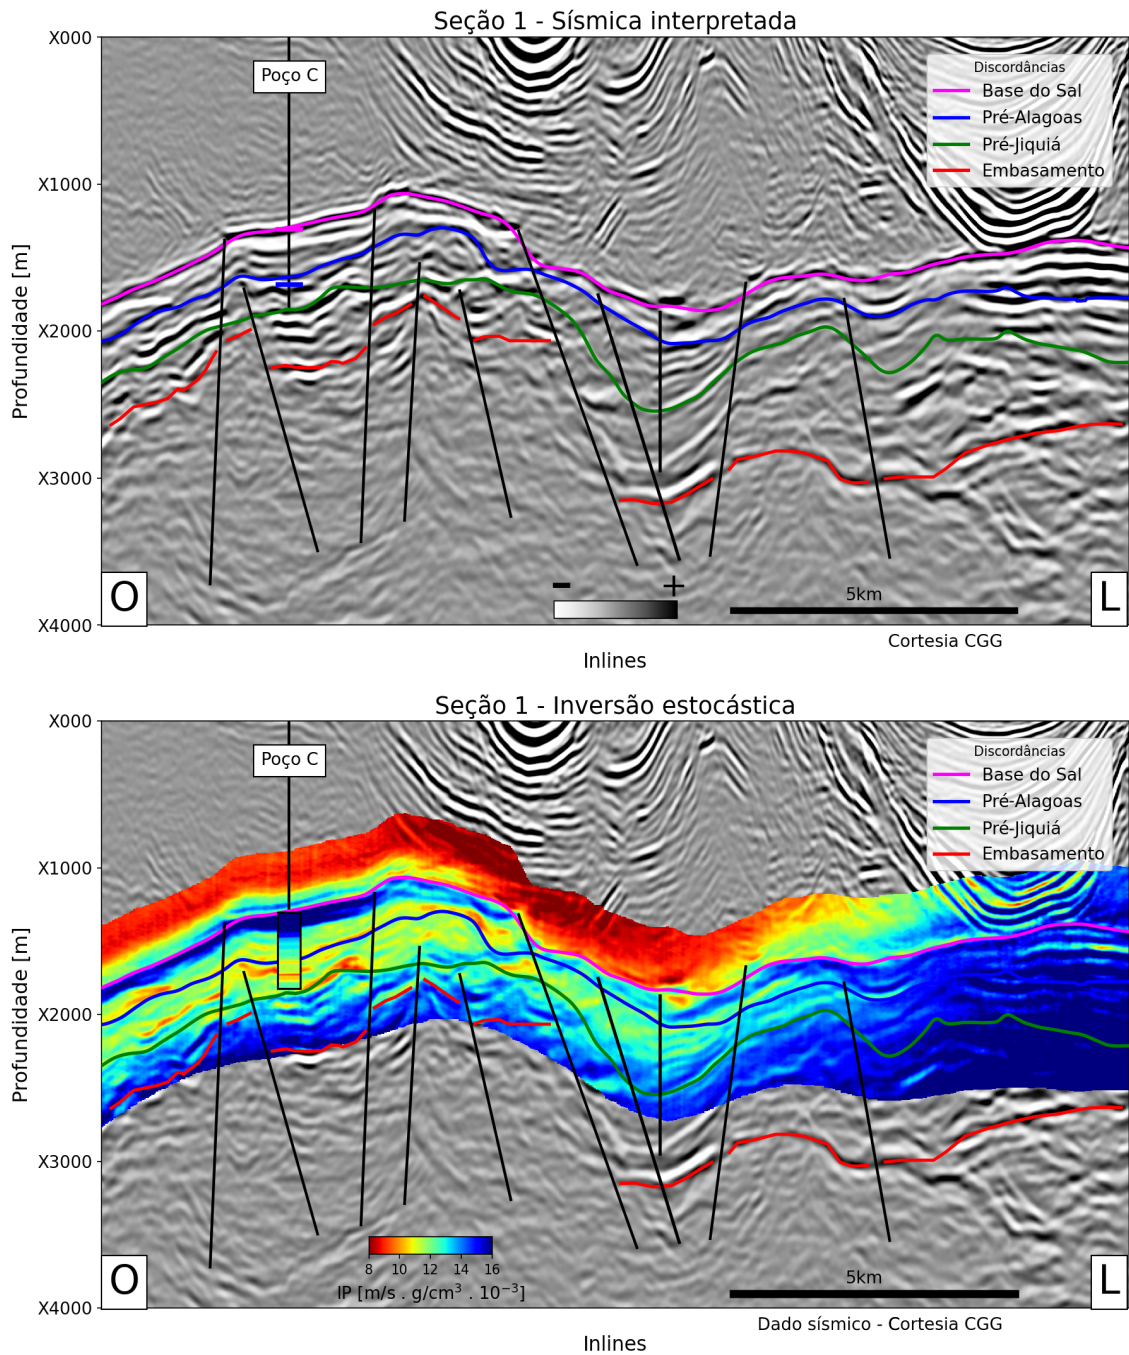 Seção 1 - Sísmica interpretada
X000
Poço C
Discordâncias
Base do Sal
Pré-Alagoas
Pré-Jiquiá
Embasamento
X1000
X2000
X3000
X4000
Profundidade [m]
- +
5km
O
L
Cortesia CGG
Inlines
Seção 1 - Inversão estocástica
X000
Poço C
Discordâncias
Base do Sal
Pré-Alagoas
Pré-Jiquiá
Embasamento
X1000
X2000
X3000
X4000
Profundidade [m]
8 10 12 14 16
IP [m/s . g/cm³ . 10⁻³]
5km
O
L
Dado sísmico - Cortesia CGG
Inlines